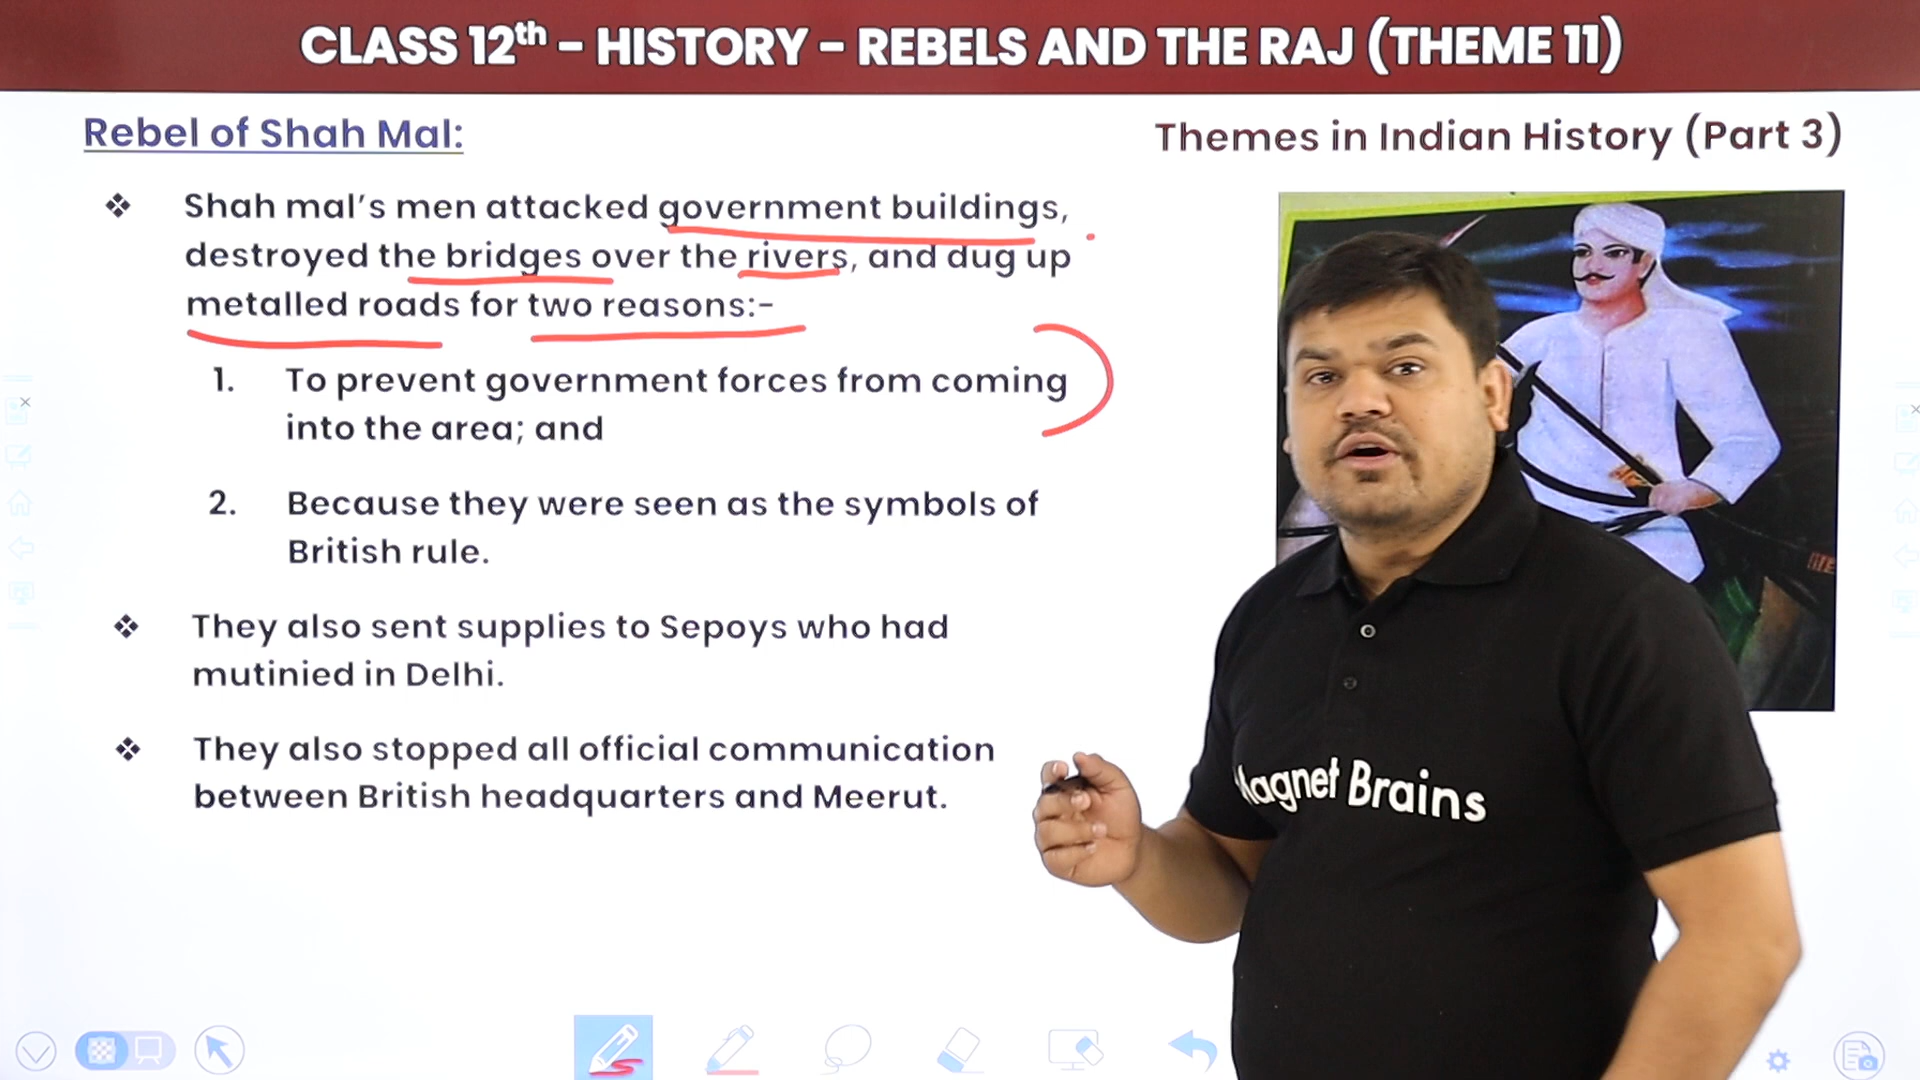 CLASS 12th – HISTORY – REBELS AND THE RAJ (THEME 11)
Rebel of Shah Mal:
Themes in Indian History (Part 3)
❖ Shah mal's men attacked government buildings,
destroyed the bridges over the rivers, and dug up
metalled roads for two reasons:-
1. To prevent government forces from coming
into the area; and
2. Because they were seen as the symbols of
British rule.
❖ They also sent supplies to Sepoys who had
mutinied in Delhi.
❖ They also stopped all official communication
between British headquarters and Meerut.
Magnet Brains